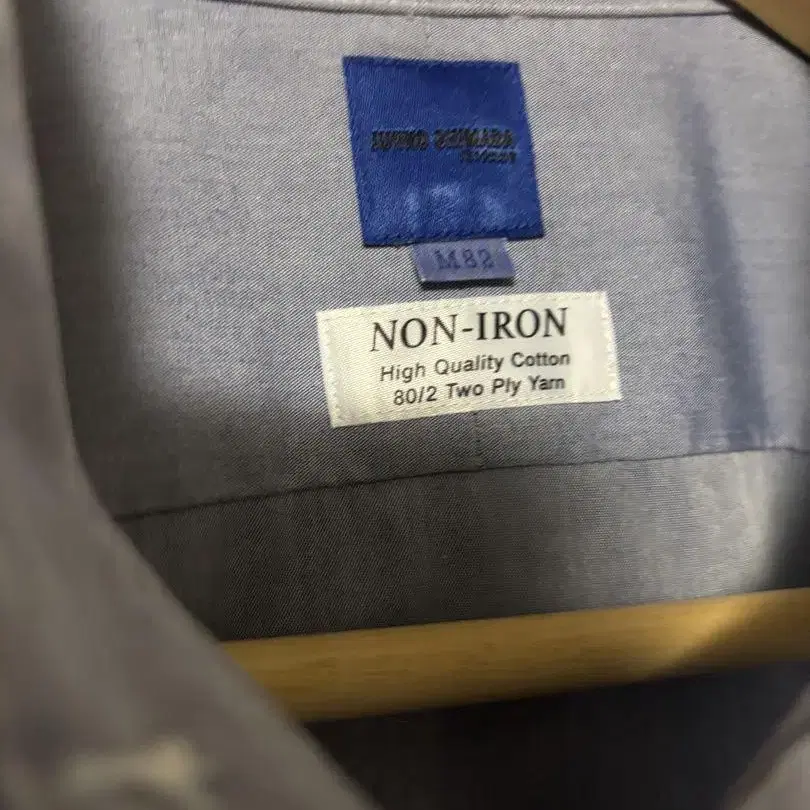 M82
NON-IRON
High Quality Cotton
80/2 Two Ply Yarn